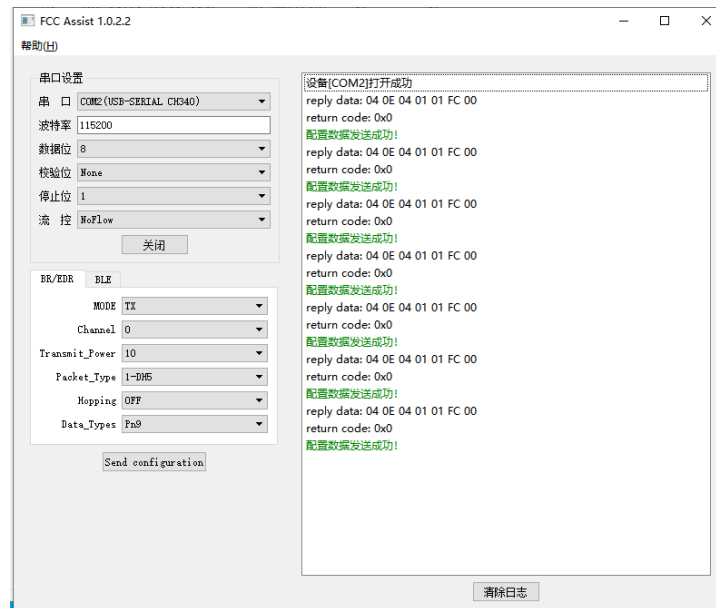 FCC Assist 1.0.2.2
帮助(H)
串口设置
串 口 COM2(USB-SERIAL CH340)
波特率 115200
数据位 8
校验位 None
停止位 1
流 控 NoFlow
关闭
BR/EDR BLE
MODE TX
Channel 0
Transmit_Power 10
Packet_Type 1-DH5
Hopping OFF
Data_Types Pn9
Send configuration
设备[COM2]打开成功
reply data: 04 0E 04 01 01 FC 00
return code: 0x0
配置数据发送成功!
reply data: 04 0E 04 01 01 FC 00
return code: 0x0
配置数据发送成功!
reply data: 04 0E 04 01 01 FC 00
return code: 0x0
配置数据发送成功!
reply data: 04 0E 04 01 01 FC 00
return code: 0x0
配置数据发送成功!
reply data: 04 0E 04 01 01 FC 00
return code: 0x0
配置数据发送成功!
reply data: 04 0E 04 01 01 FC 00
return code: 0x0
配置数据发送成功!
reply data: 04 0E 04 01 01 FC 00
return code: 0x0
配置数据发送成功!
清除日志